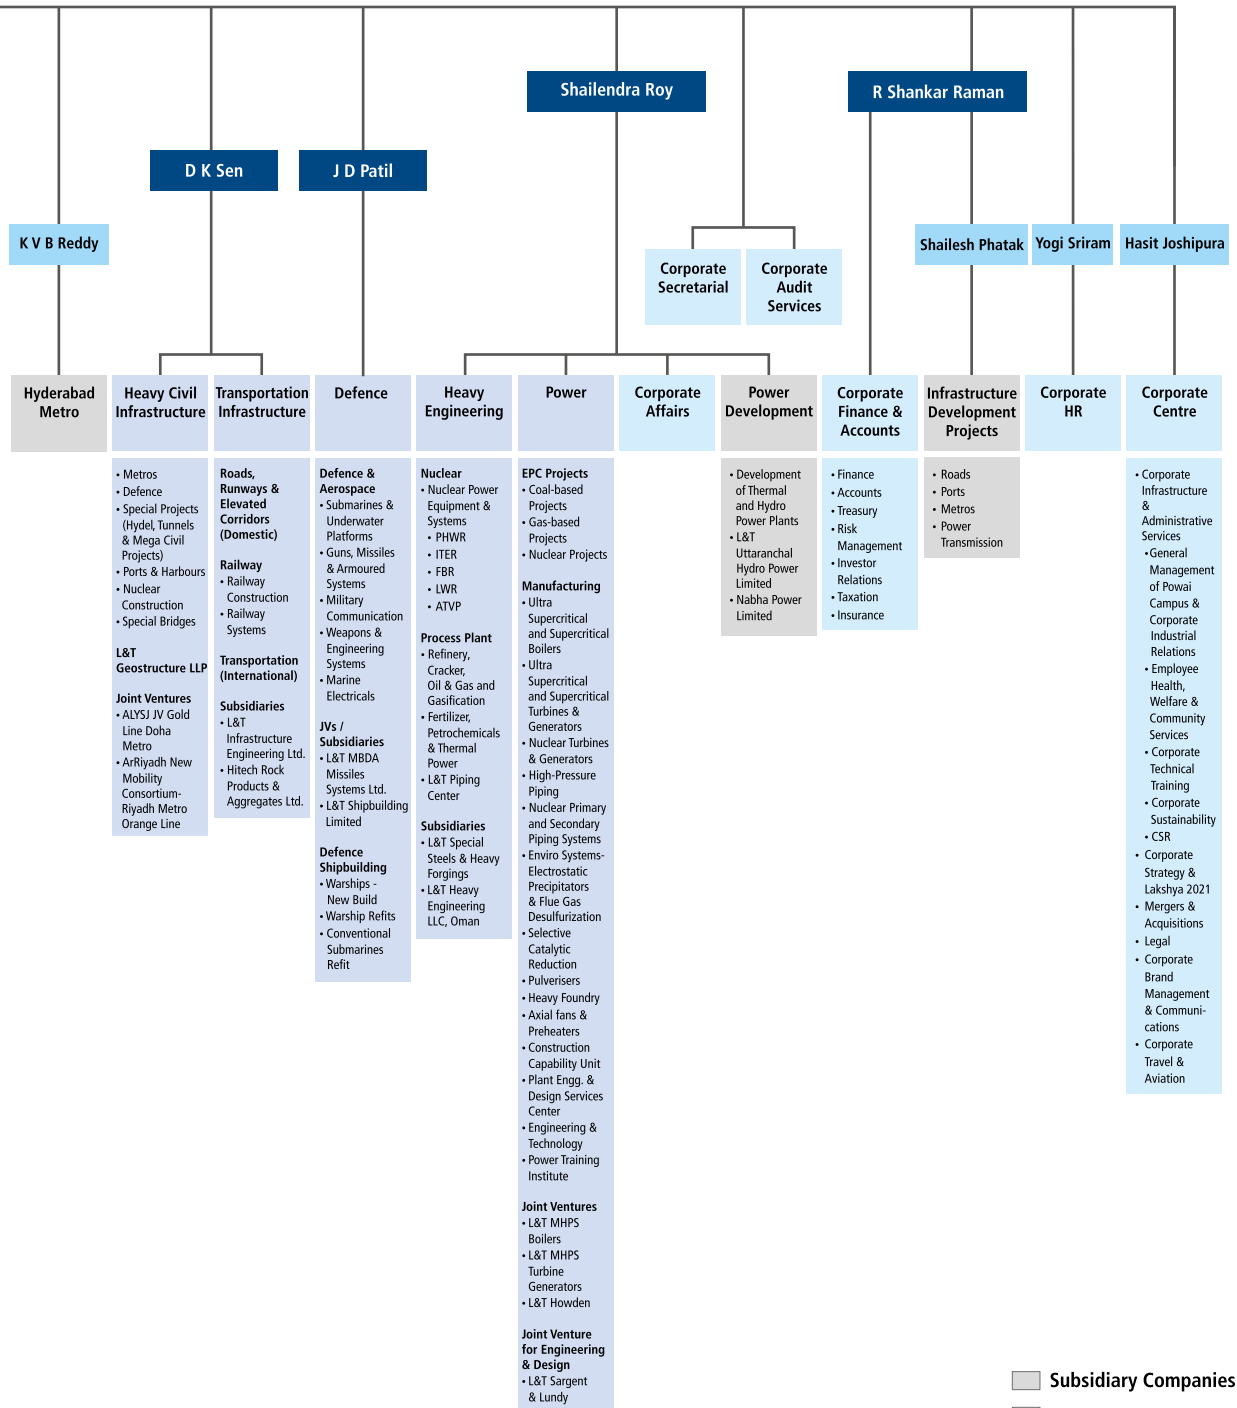 Shailendra Roy
R Shankar Raman
D K Sen
J D Patil
K V B Reddy
Shailesh Phatak
Yogi Sriram
Hasit Joshipura
Corporate
Secretarial
Corporate
Audit
Services
Hyderabad
Metro
Heavy Civil
Infrastructure
• Metros
• Defence
• Special Projects
(Hydel, Tunnels
& Mega Civil
Projects)
• Ports & Harbours
• Nuclear
Construction
• Special Bridges
L&T
Geostructure LLP
Joint Ventures
• ALYSJ JV Gold
Line Doha
Metro
• ArRiyadh New
Mobility
Consortium-
Riyadh Metro
Orange Line
Transportation
Infrastructure
Roads,
Runways &
Elevated
Corridors
(Domestic)
Railway
• Railway
Construction
• Railway
Systems
Transportation
(International)
Subsidiaries
• L&T
Infrastructure
Engineering Ltd.
• Hitech Rock
Products &
Aggregates Ltd.
Defence
Defence &
Aerospace
• Submarines &
Underwater
Platforms
• Guns, Missiles
& Armoured
Systems
• Military
Communication
• Weapons &
Engineering
Systems
• Marine
Electricals
JVs /
Subsidiaries
• L&T MBDA
Missiles
Systems Ltd.
• L&T Shipbuilding
Limited
Defence
Shipbuilding
• Warships -
New Build
• Warship Refits
• Conventional
Submarines
Refit
Heavy
Engineering
Nuclear
• Nuclear Power
Equipment &
Systems
• PHWR
• ITER
• FBR
• LWR
• ATVP
Process Plant
• Refinery,
Cracker,
Oil & Gas and
Gasification
• Fertilizer,
Petrochemicals
& Thermal
Power
• L&T Piping
Center
Subsidiaries
• L&T Special
Steels & Heavy
Forgings
• L&T Heavy
Engineering
LLC, Oman
Power
EPC Projects
• Coal-based
Projects
• Gas-based
Projects
• Nuclear Projects
Manufacturing
• Ultra
Supercritical
and Supercritical
Boilers
• Ultra
Supercritical
and Supercritical
Turbines &
Generators
• Nuclear Turbines
& Generators
• High-Pressure
Piping
• Nuclear Primary
and Secondary
Piping Systems
• Enviro Systems-
Electrostatic
Precipitators
& Flue Gas
Desulfurization
• Selective
Catalytic
Reduction
• Pulverisers
• Heavy Foundry
• Axial fans &
Preheaters
• Construction
Capability Unit
• Plant Engg. &
Design Services
Center
• Engineering &
Technology
• Power Training
Institute
Joint Ventures
• L&T MHPS
Boilers
• L&T MHPS
Turbine
Generators
• L&T Howden
Joint Venture
for Engineering
& Design
• L&T Sargent
& Lundy
Corporate
Affairs
Power
Development
• Development
of Thermal
and Hydro
Power Plants
• L&T
Uttaranchal
Hydro Power
Limited
• Nabha Power
Limited
Corporate
Finance &
Accounts
• Finance
• Accounts
• Treasury
• Risk
Management
• Investor
Relations
• Taxation
• Insurance
Infrastructure
Development
Projects
• Roads
• Ports
• Metros
• Power
Transmission
Corporate
HR
Corporate
Centre
• Corporate
Infrastructure
&
Administrative
Services
• General
Management
of Powai
Campus &
Corporate
Industrial
Relations
• Employee
Health,
Welfare &
Community
Services
• Corporate
Technical
Training
• Corporate
Sustainability
• CSR
• Corporate
Strategy &
Lakshya 2021
• Mergers &
Acquisitions
• Legal
• Corporate
Brand
Management
& Communi-
cations
• Corporate
Travel &
Aviation
Subsidiary Companies